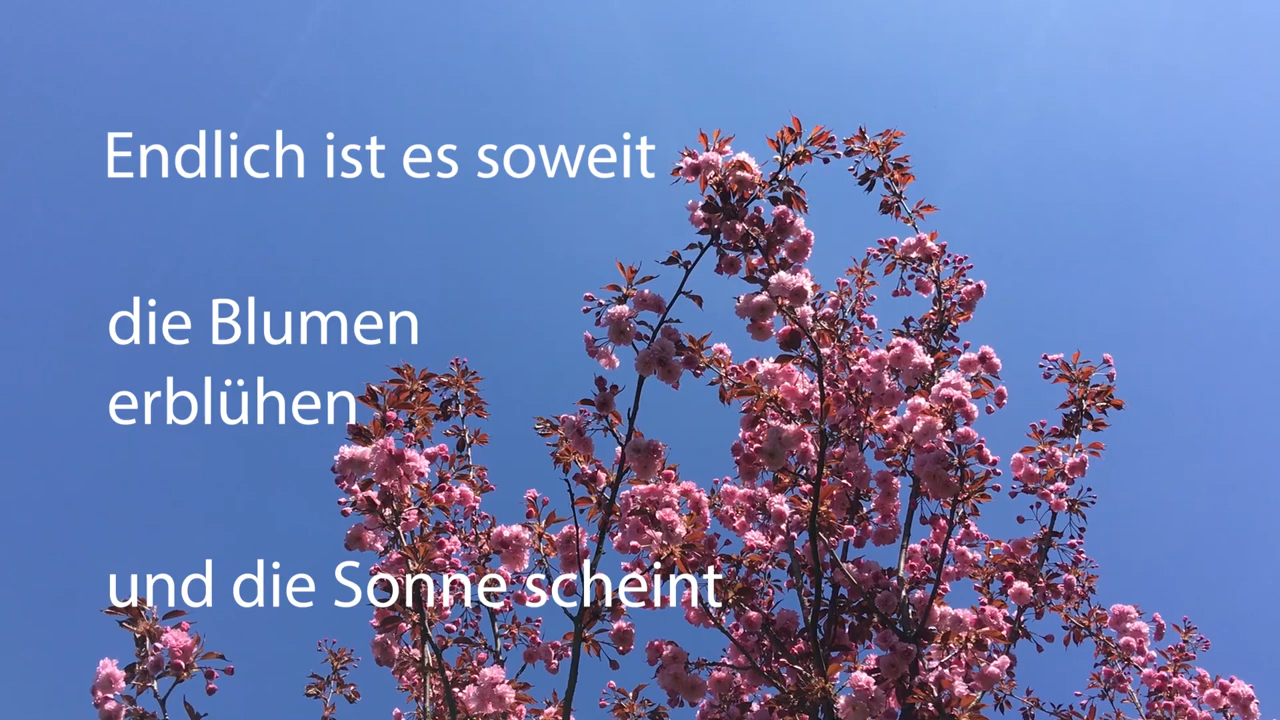 Endlich ist es soweit
die Blumen
erblühen
und die Sonne scheint